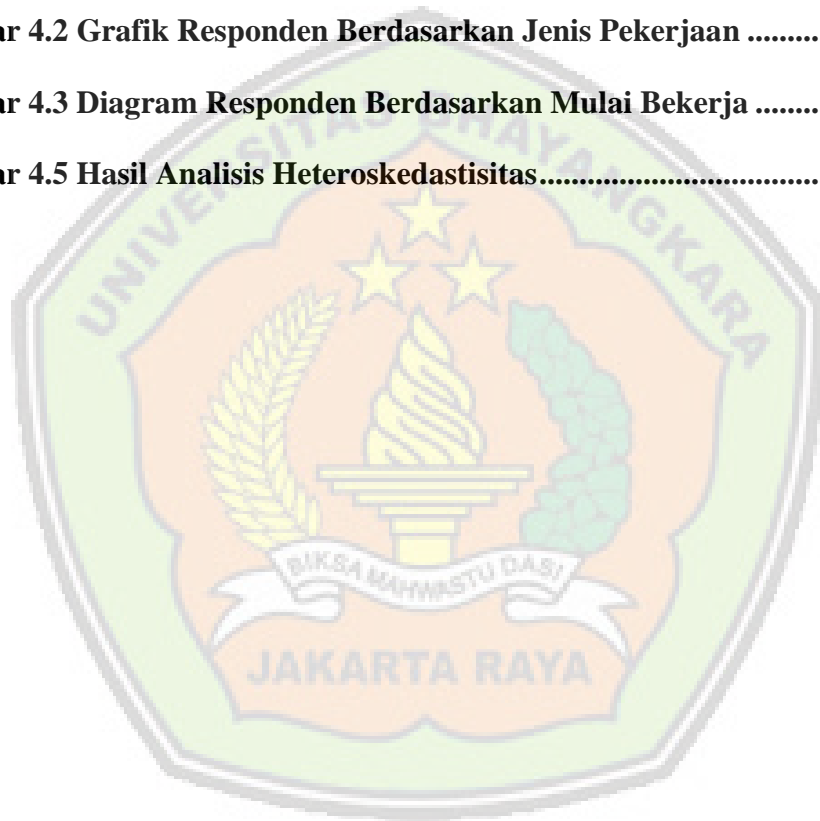 ar 4.2 Grafik Responden Berdasarkan Jenis Pekerjaan .........
ar 4.3 Diagram Responden Berdasarkan Mulai Bekerja ........
ar 4.5 Hasil Analisis Heteroskedastisitas...................................
UNIVERSITAS BHAYANGKARA
BIKSA MAHWASTU DASI
JAKARTA RAYA